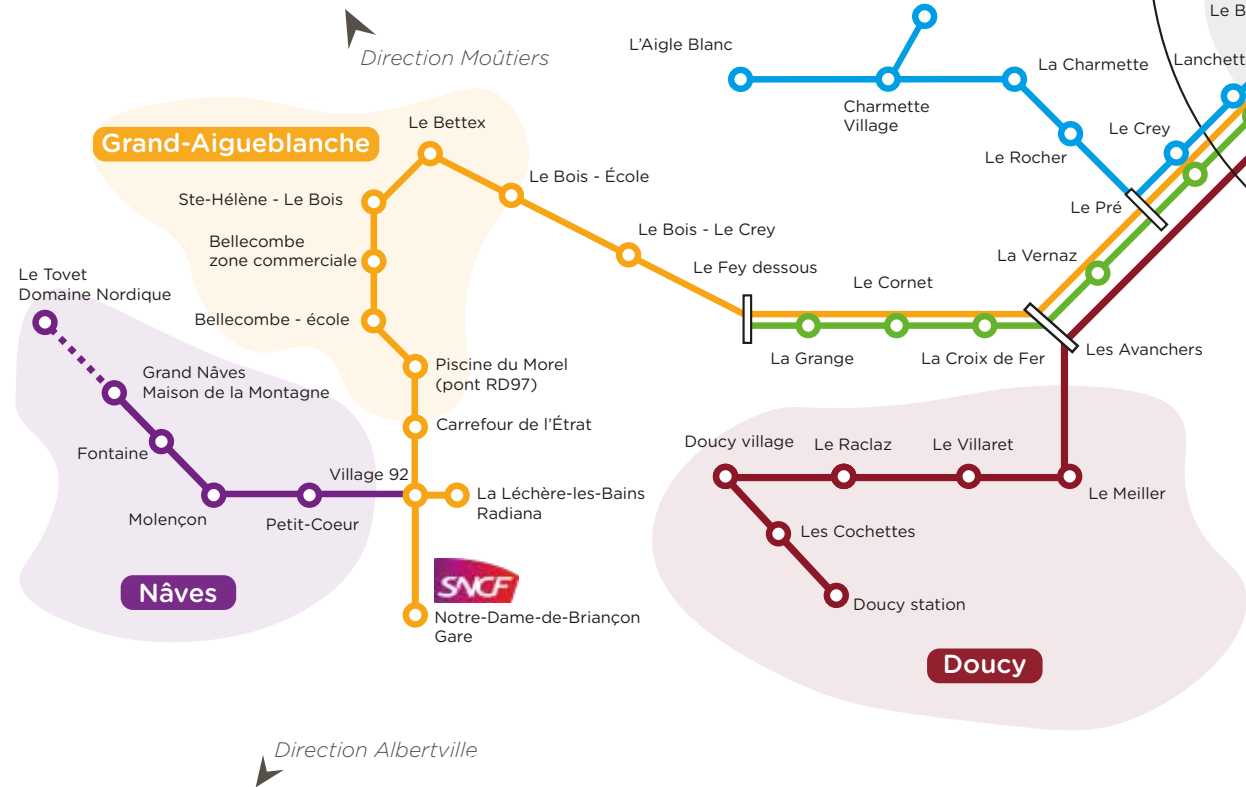 Le B
Direction Moûtiers
L'Aigle Blanc
La Charmette
Lanchett
Charmette
Village
Le Bettex
Le Crey
Grand-Aigueblanche
Le Rocher
Le Bois - École
Ste-Hélène - Le Bois
Le Pré
Le Bois - Le Crey
Bellecombe
zone commerciale
La Vernaz
Le Fey dessous
Le Tovet
Domaine Nordique
Le Cornet
Bellecombe - école
Les Avanchers
La Grange
La Croix de Fer
Piscine du Morel
(pont RD97)
Grand Nâves
Maison de la Montagne
Carrefour de l'Étrat
Doucy village
Le Raclaz
Le Villaret
Fontaine
Village 92
La Léchère-les-Bains
Radiana
Le Meiller
Molençon
Petit-Coeur
Les Cochettes
SNCF
Nâves
Doucy station
Notre-Dame-de-Briançon
Gare
Doucy
Direction Albertville